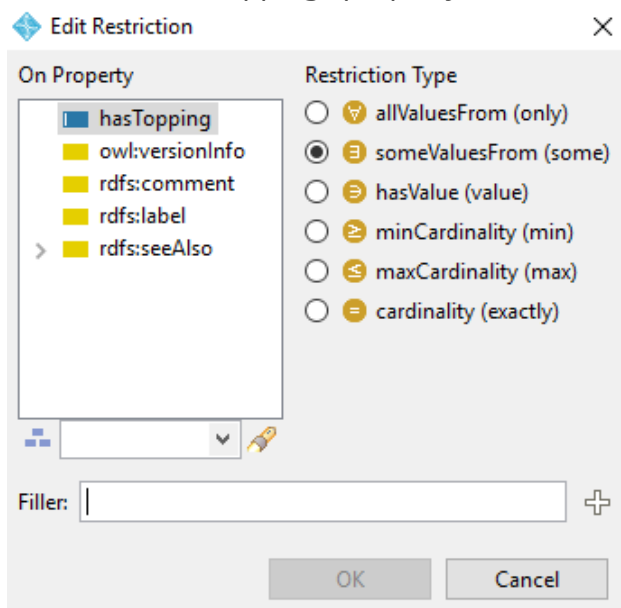 Edit Restriction
On Property
hasTopping
owl:versionInfo
rdfs:comment
rdfs:label
rdfs:seeAlso
Restriction Type
allValuesFrom (only)
someValuesFrom (some)
hasValue (value)
minCardinality (min)
maxCardinality (max)
cardinality (exactly)
Filler:
OK
Cancel